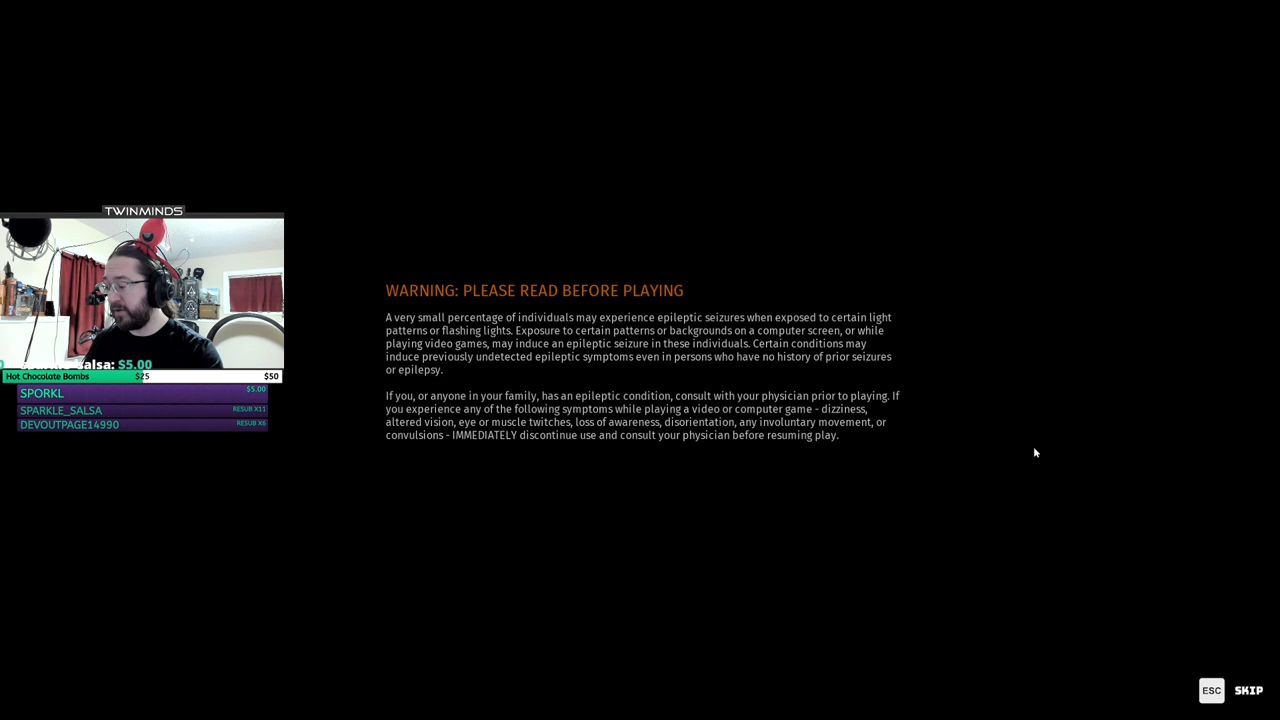 TWINMINDS
WARNING: PLEASE READ BEFORE PLAYING
A very small percentage of individuals may experience epileptic seizures when exposed to certain light
patterns or flashing lights. Exposure to certain patterns or backgrounds on a computer screen, or while
playing video games, may induce an epileptic seizure in these individuals. Certain conditions may
induce previously undetected epileptic symptoms even in persons who have no history of prior seizures
or epilepsy.
If you, or anyone in your family, has an epileptic condition, consult with your physician prior to playing. If
you experience any of the following symptoms while playing a video or computer game - dizziness,
altered vision, eye or muscle twitches, loss of awareness, disorientation, any involuntary movement, or
convulsions - IMMEDIATELY discontinue use and consult your physician before resuming play.
$5.00
Hot Chocolate Bombs $25 $50
SPORKL $5.00
SPARKLE_SALSA RESUB X11
DEVOUTPAGE14990 RESUB X6
ESC SKIP